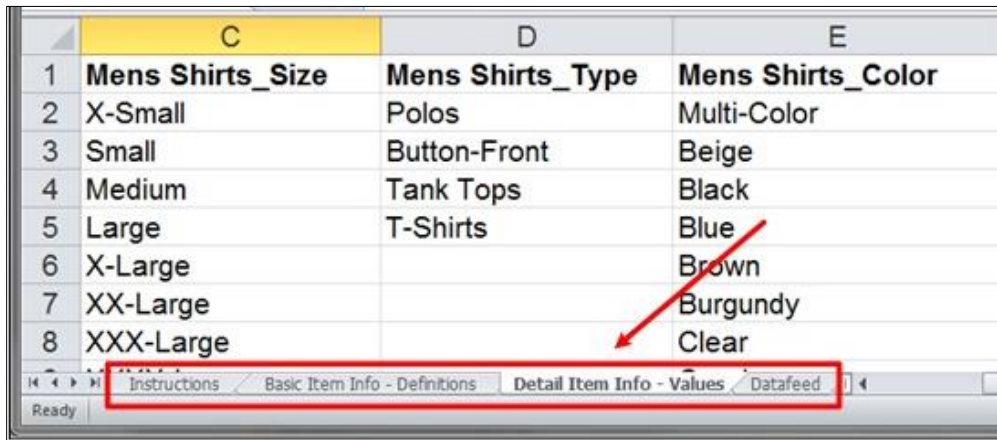 C D E
1 Mens Shirts_Size Mens Shirts_Type Mens Shirts_Color
2 X-Small Polos Multi-Color
3 Small Button-Front Beige
4 Medium Tank Tops Black
5 Large T-Shirts Blue
6 X-Large Brown
7 XX-Large Burgundy
8 XXX-Large Clear
Instructions Basic Item Info - Definitions Detail Item Info - Values Datafeed
Ready